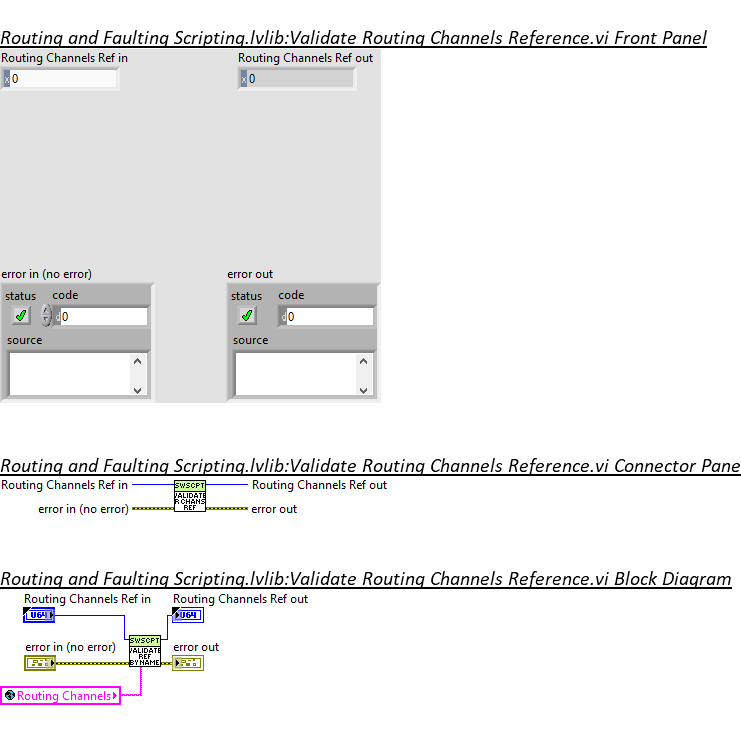 Routing and Faulting Scripting.lvlib:Validate Routing Channels Reference.vi Front Panel
Routing Channels Ref in Routing Channels Ref out
x 0 x 0
error in (no error) error out
status code status code
d 0 d 0
source source
Routing and Faulting Scripting.lvlib:Validate Routing Channels Reference.vi Connector Pane
Routing Channels Ref in SWSCPT Routing Channels Ref out
VALIDATE
R CHANS
error in (no error) REF error out
Routing and Faulting Scripting.lvlib:Validate Routing Channels Reference.vi Block Diagram
Routing Channels Ref in Routing Channels Ref out
U64 U64
error in (no error) SWSCPT error out
VALIDATE
REF
BY NAME
Routing Channels